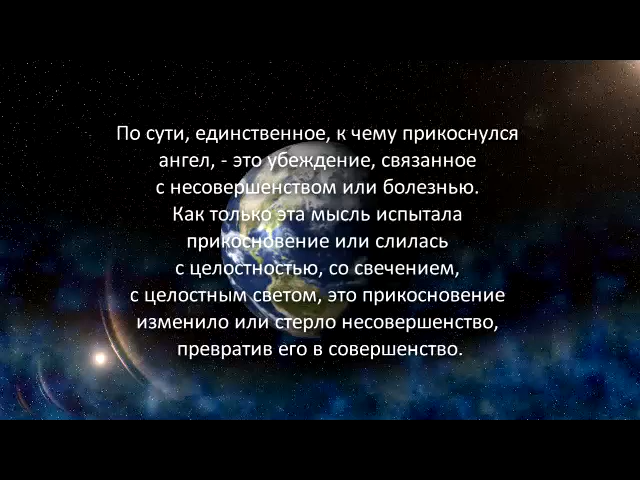 По сути, единственное, к чему прикоснулся
ангел, - это убеждение, связанное
с несовершенством или болезнью.
Как только эта мысль испытала
прикосновение или слилась
с целостностью, со свечением,
с целостным светом, это прикосновение
изменило или стерло несовершенство,
превратив его в совершенство.